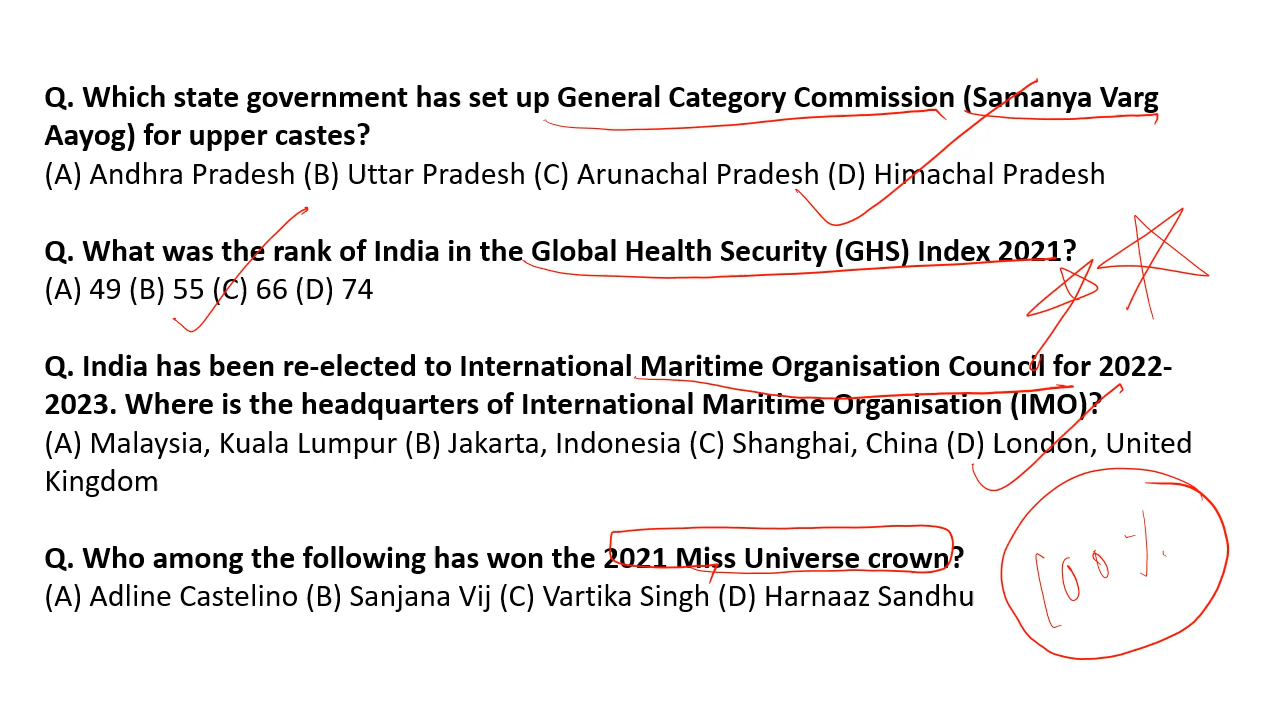 Q. Which state government has set up General Category Commission (Samanya Varg
Aayog) for upper castes?
(A) Andhra Pradesh (B) Uttar Pradesh (C) Arunachal Pradesh (D) Himachal Pradesh
Q. What was the rank of India in the Global Health Security (GHS) Index 2021?
(A) 49 (B) 55 (C) 66 (D) 74
Q. India has been re-elected to International Maritime Organisation Council for 2022-
2023. Where is the headquarters of International Maritime Organisation (IMO)?
(A) Malaysia, Kuala Lumpur (B) Jakarta, Indonesia (C) Shanghai, China (D) London, United
Kingdom
Q. Who among the following has won the 2021 Miss Universe crown?
(A) Adline Castelino (B) Sanjana Vij (C) Vartika Singh (D) Harnaaz Sandhu
100%